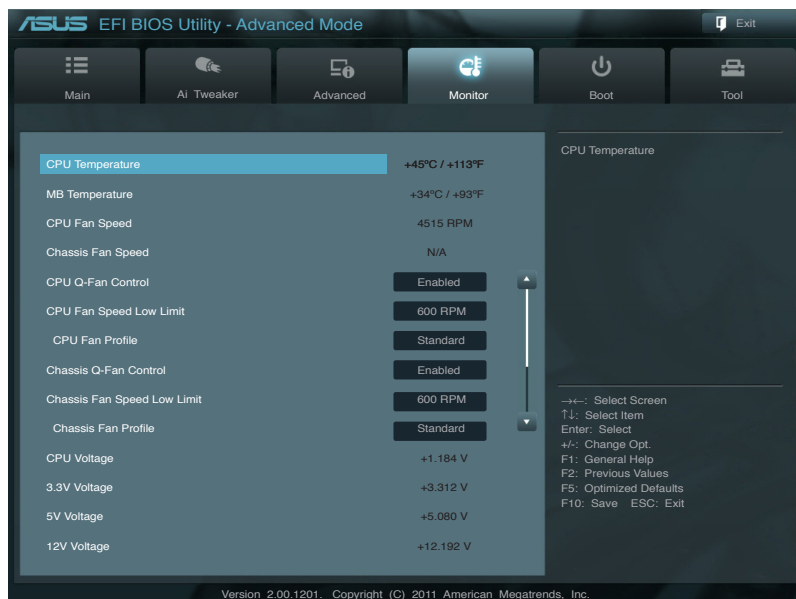 ASUS EFI BIOS Utility - Advanced Mode
Exit
Main Ai Tweaker Advanced Monitor Boot Tool
CPU Temperature +45ºC / +113ºF
MB Temperature +34ºC / +93ºF
CPU Fan Speed 4515 RPM
Chassis Fan Speed N/A
CPU Q-Fan Control Enabled
CPU Fan Speed Low Limit 600 RPM
CPU Fan Profile Standard
Chassis Q-Fan Control Enabled
Chassis Fan Speed Low Limit 600 RPM
Chassis Fan Profile Standard
CPU Voltage +1.184 V
3.3V Voltage +3.312 V
5V Voltage +5.080 V
12V Voltage +12.192 V
CPU Temperature
→←: Select Screen
↑↓: Select Item
Enter: Select
+/-: Change Opt.
F1: General Help
F2: Previous Values
F5: Optimized Defaults
F10: Save ESC: Exit
Version 2.00.1201. Copyright (C) 2011 American Megatrends, Inc.